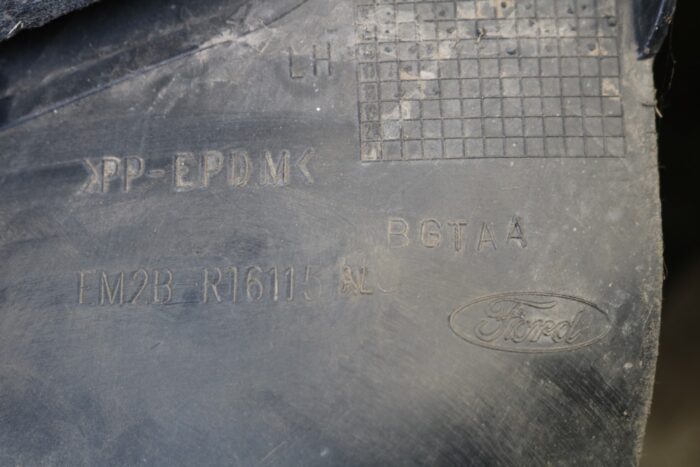 LH
>PP-EPDM<
BGTAA
EM2B-R16115
Ford